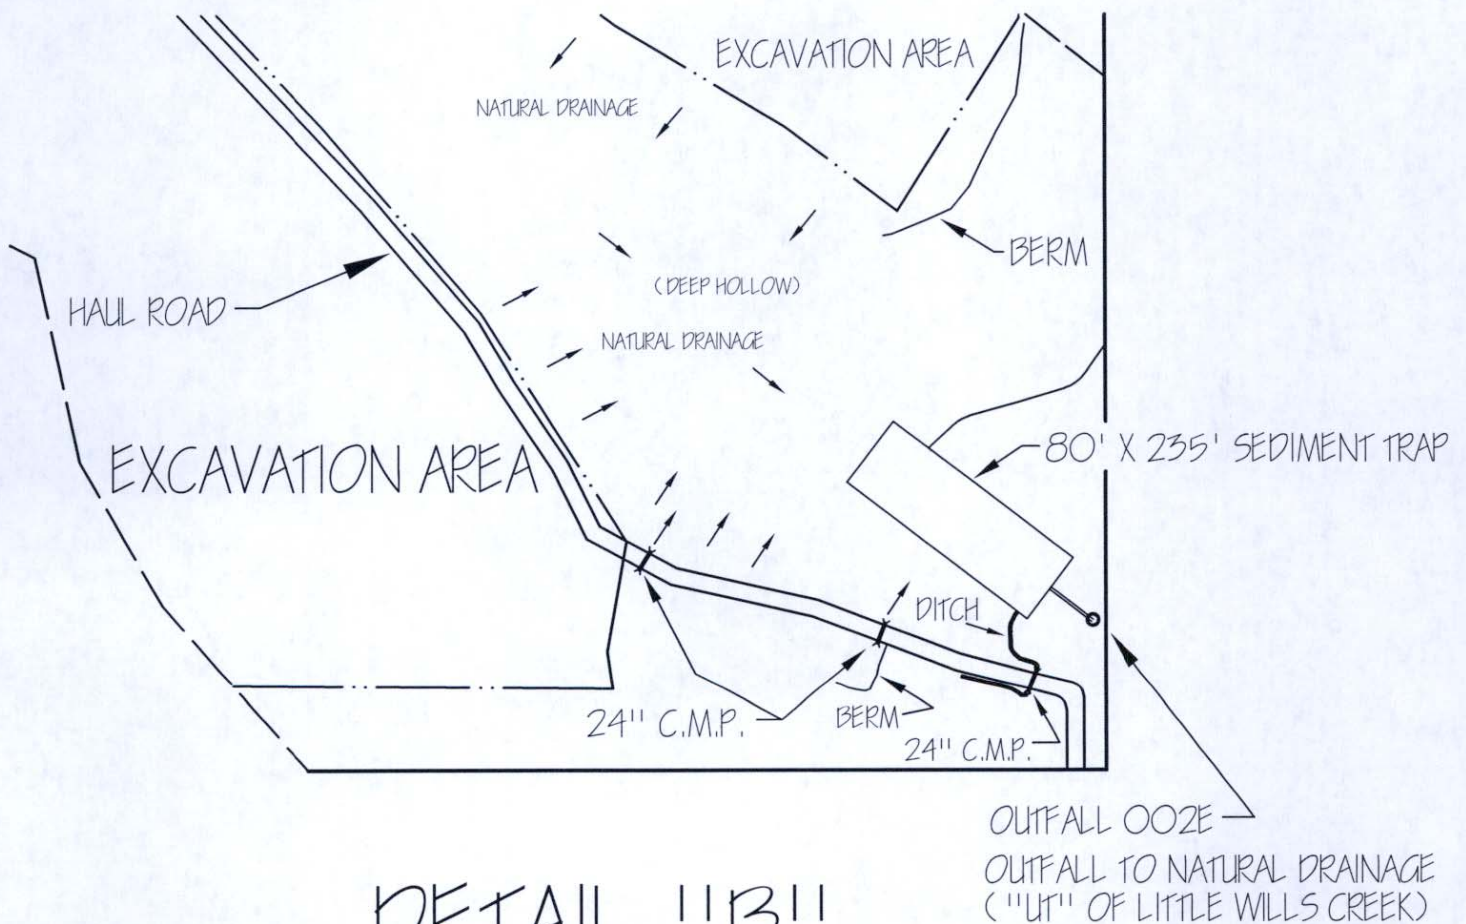 EXCAVATION AREA
NATURAL DRAINAGE
BERM
(DEEP HOLLOW)
HAUL ROAD
NATURAL DRAINAGE
80' X 235' SEDIMENT TRAP
EXCAVATION AREA
DITCH
24" C.M.P.
BERM
24" C.M.P.
OUTFALL 002E
OUTFALL TO NATURAL DRAINAGE
("UT" OF LITTLE WILLS CREEK)
DETAIL "B"